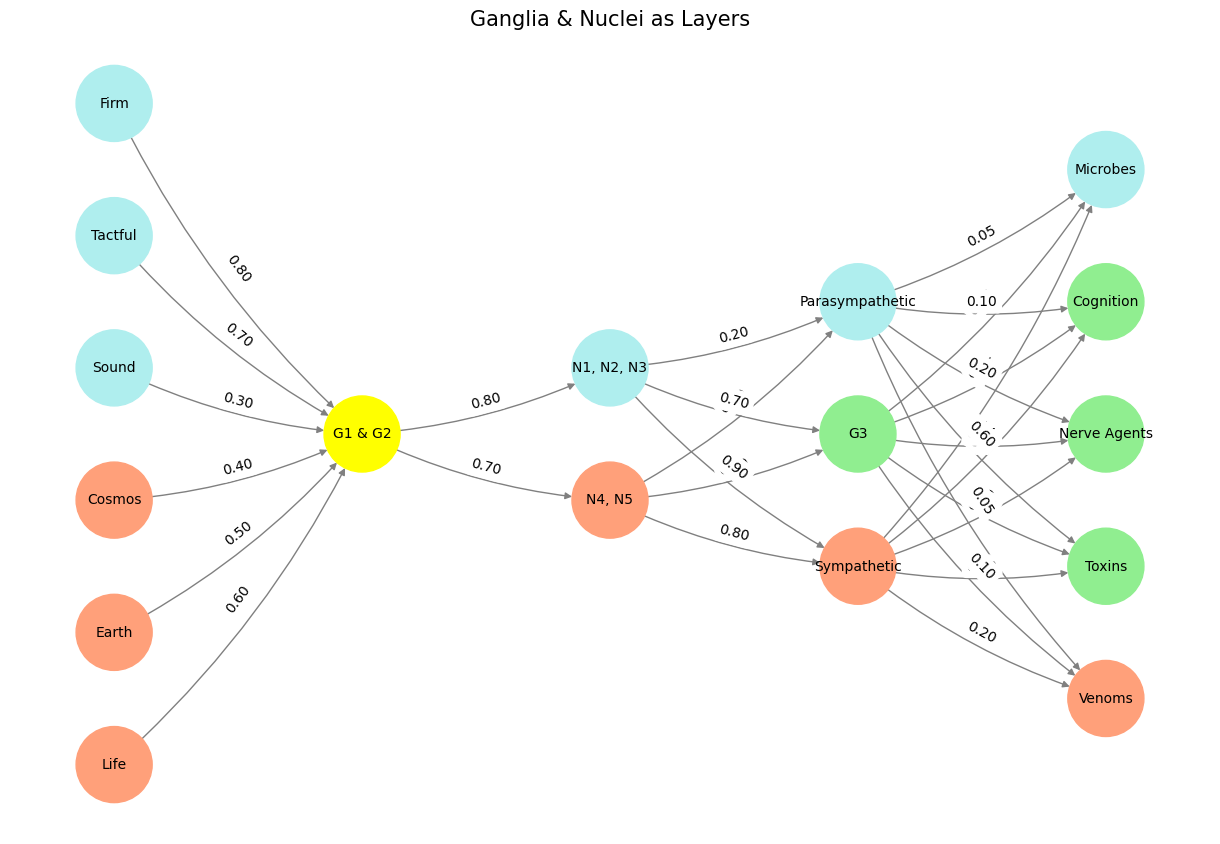 Ganglia & Nuclei as Layers
Firm
Tactful
Sound
Cosmos
Earth
Life
0.80
0.70
0.30
0.40
0.50
0.60
G1 & G2
0.80
0.70
N1, N2, N3
N4, N5
0.20
0.70
0.90
0.80
Parasympathetic
G3
Sympathetic
0.05
0.10
0.20
0.60
0.05
0.10
0.20
Microbes
Cognition
Nerve Agents
Toxins
Venoms